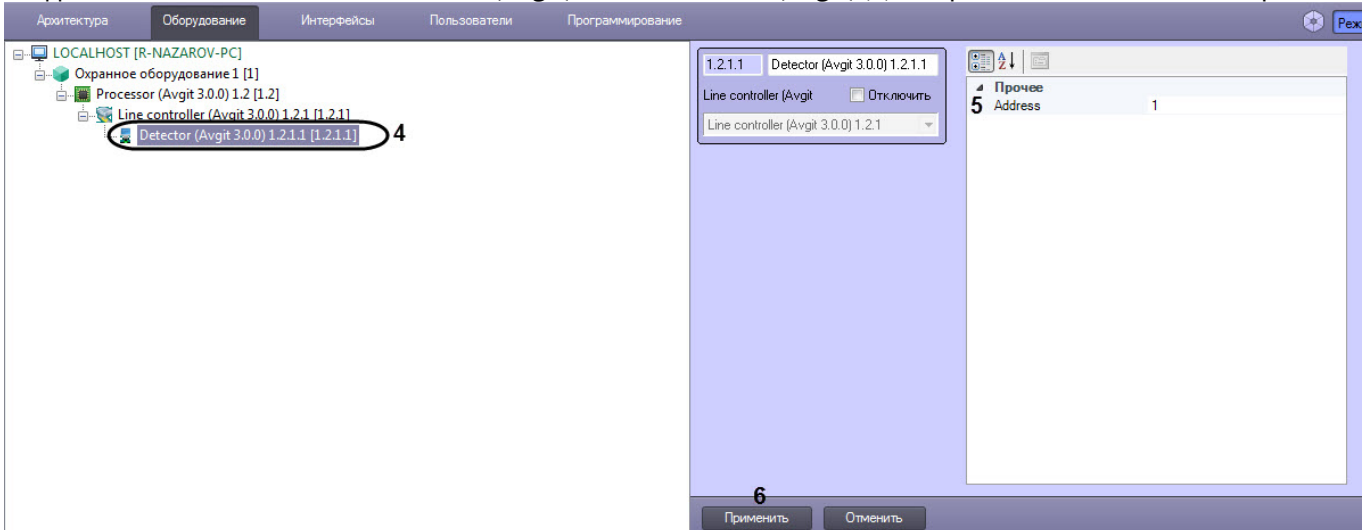 Архитектура Оборудование Интерфейсы Пользователи Программирование Реж
LOCALHOST [R-NAZAROV-PC]
Охранное оборудование 1 [1]
Processor (Avgit 3.0.0) 1.2 [1.2]
Line controller (Avgit 3.0.0) 1.2.1 [1.2.1]
Detector (Avgit 3.0.0) 1.2.1.1 [1.2.1.1] 4
1.2.1.1 Detector (Avgit 3.0.0) 1.2.1.1
Line controller (Avgit Отключить
Line controller (Avgit 3.0.0) 1.2.1
Прочее
5 Address 1
6
Применить Отменить